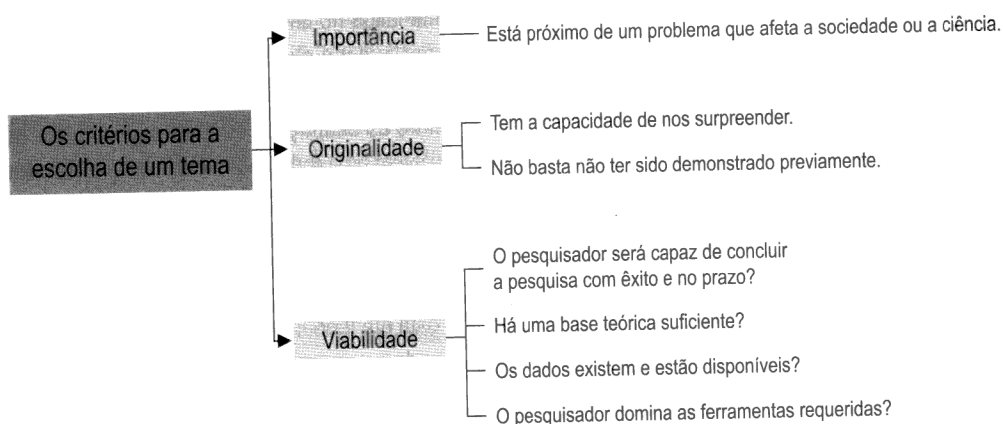 Os critérios para a
escolha de um tema
Importância
Está próximo de um problema que afeta a sociedade ou a ciência.
Originalidade
Tem a capacidade de nos surpreender.
Não basta não ter sido demonstrado previamente.
Viabilidade
O pesquisador será capaz de concluir
a pesquisa com êxito e no prazo?
Há uma base teórica suficiente?
Os dados existem e estão disponíveis?
O pesquisador domina as ferramentas requeridas?